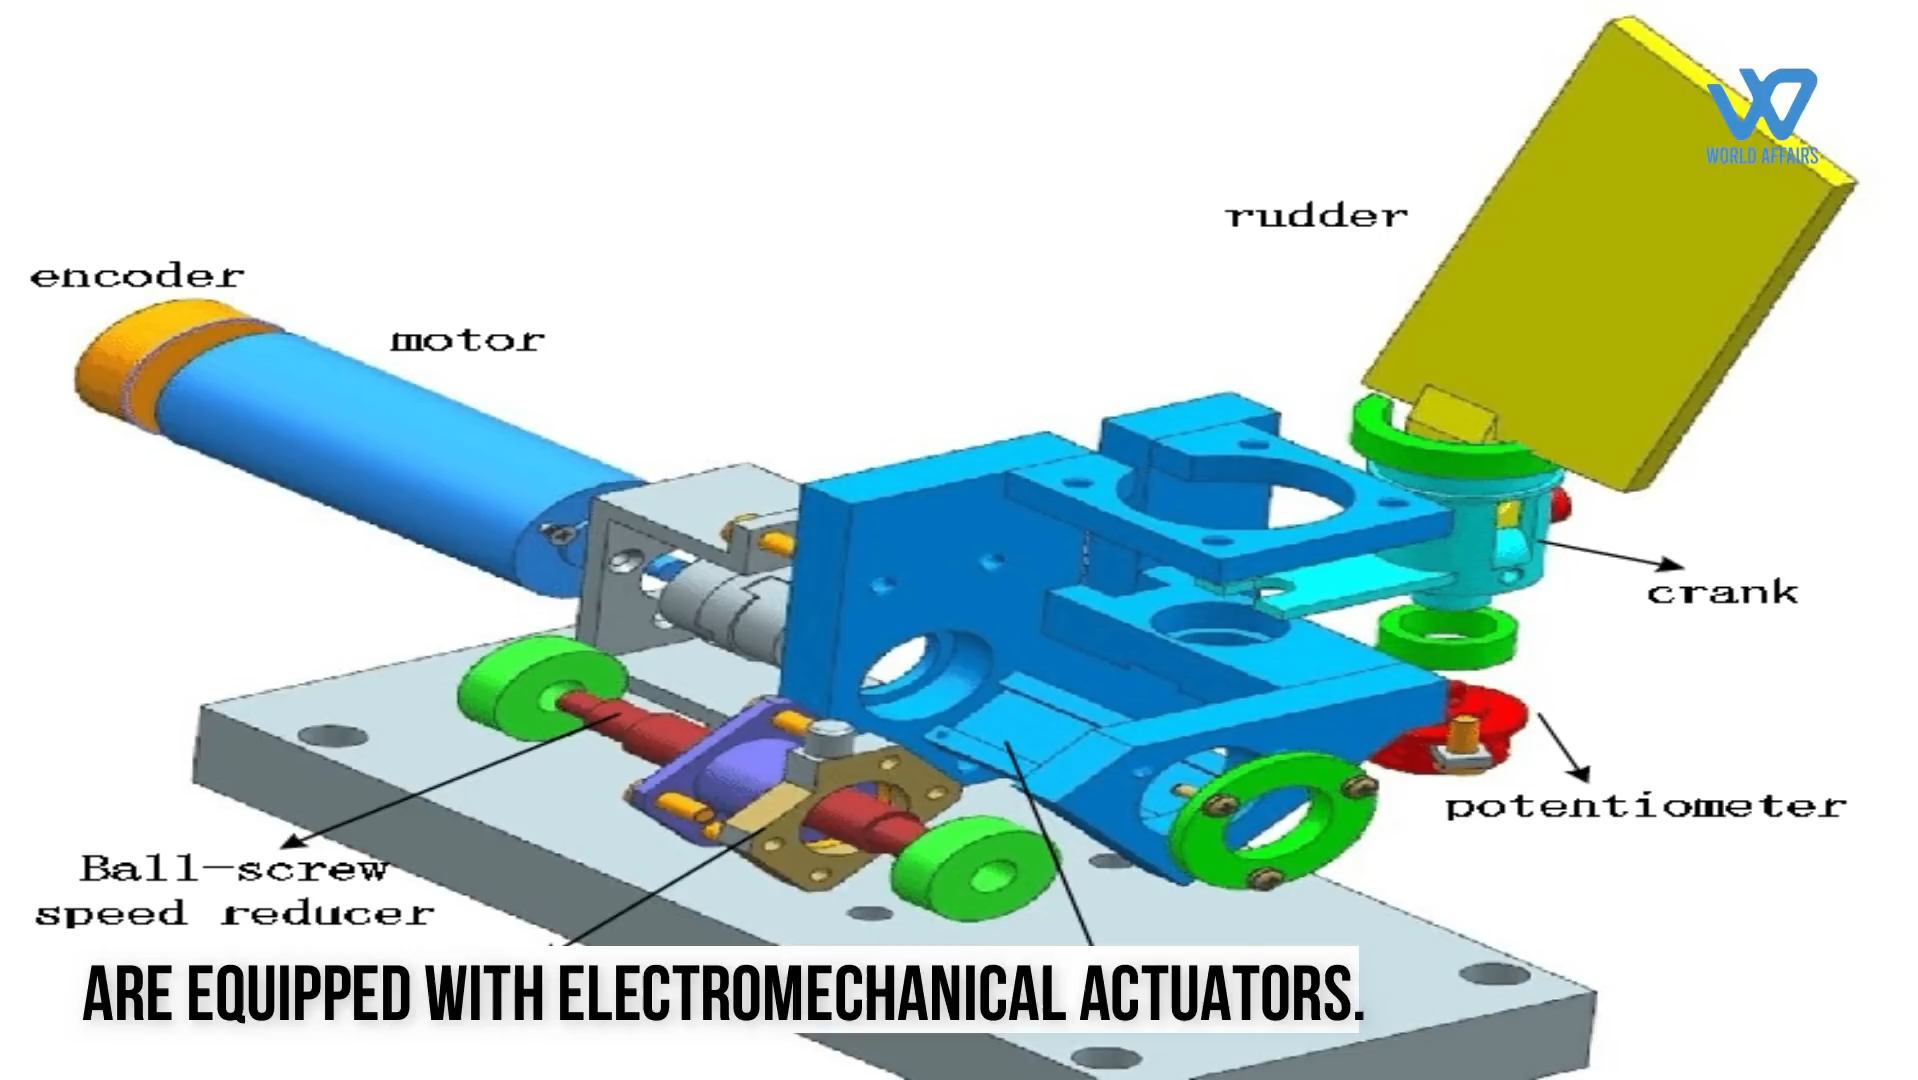 WORLD AFFAIRS
rudder
encoder
motor
crank
potentiometer
Ball-screw
speed reducer
ARE EQUIPPED WITH ELECTROMECHANICAL ACTUATORS.